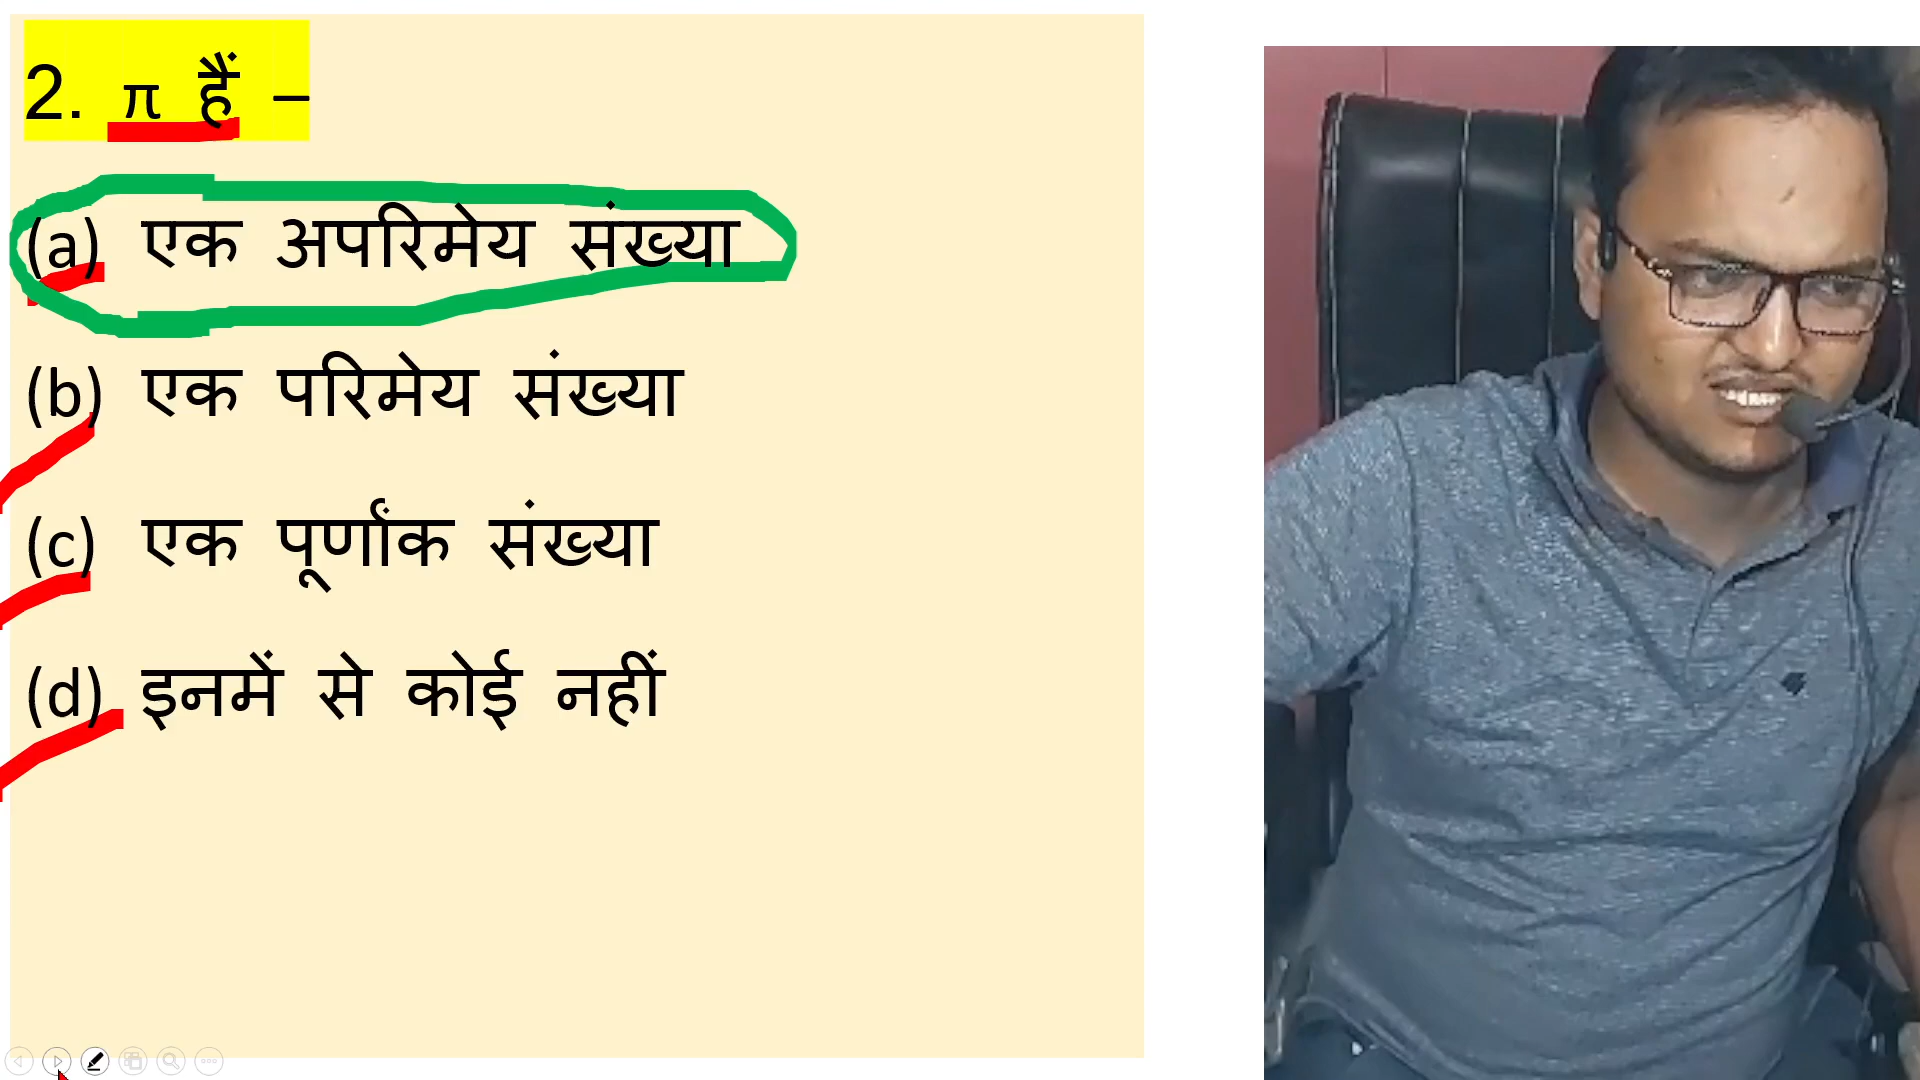 2. π हैं –
(a) एक अपरिमेय संख्या
(b) एक परिमेय संख्या
(c) एक पूर्णांक संख्या
(d) इनमें से कोई नहीं